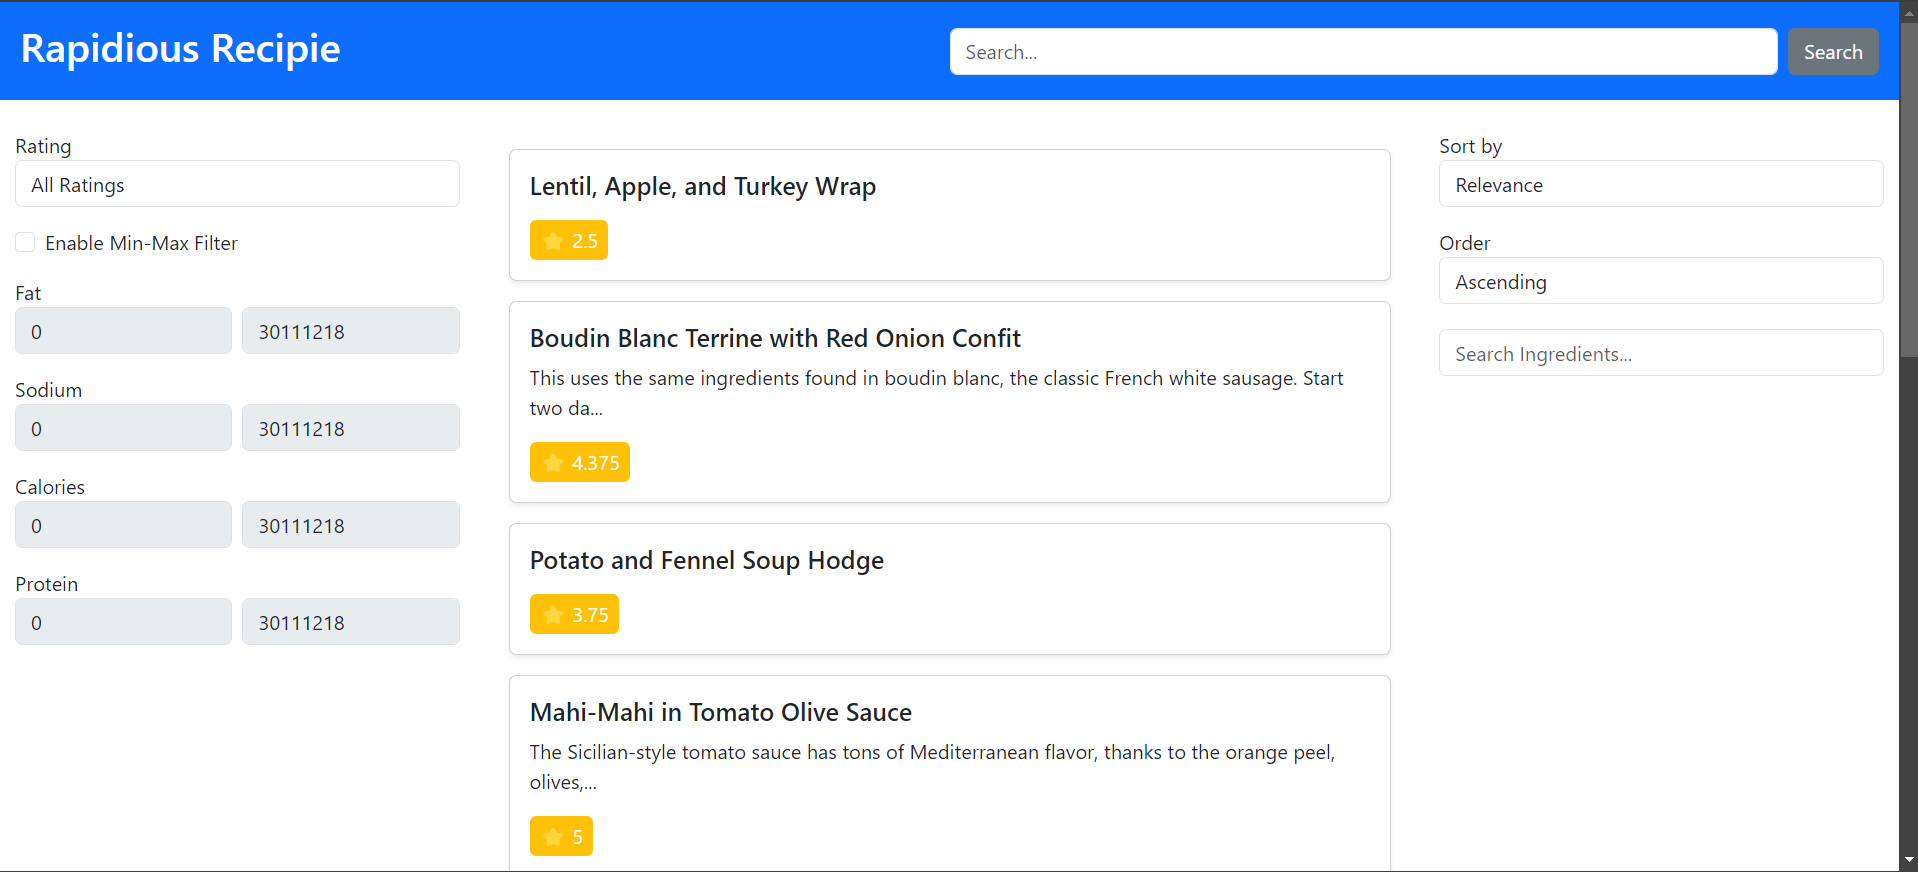 Rapidious Recipie
Search...
Search
Rating
All Ratings
Enable Min-Max Filter
Fat
0
30111218
Sodium
0
30111218
Calories
0
30111218
Protein
0
30111218
Lentil, Apple, and Turkey Wrap
2.5
Boudin Blanc Terrine with Red Onion Confit
This uses the same ingredients found in boudin blanc, the classic French white sausage. Start
two da...
4.375
Potato and Fennel Soup Hodge
3.75
Mahi-Mahi in Tomato Olive Sauce
The Sicilian-style tomato sauce has tons of Mediterranean flavor, thanks to the orange peel,
olives,...
5
Sort by
Relevance
Order
Ascending
Search Ingredients...